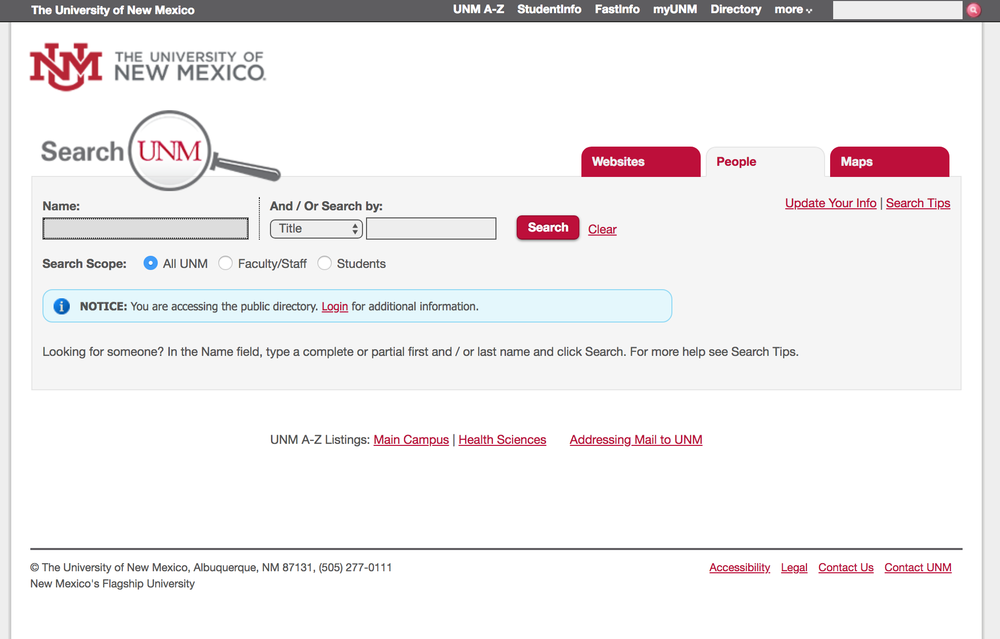 The University of New Mexico UNM A-Z StudentInfo FastInfo myUNM Directory more
UNM THE UNIVERSITY OF
NEW MEXICO.
Search UNM
Websites People Maps
Update Your Info | Search Tips
Name: And / Or Search by:
Title Search Clear
Search Scope: All UNM Faculty/Staff Students
NOTICE: You are accessing the public directory. Login for additional information.
Looking for someone? In the Name field, type a complete or partial first and / or last name and click Search. For more help see Search Tips.
UNM A-Z Listings: Main Campus | Health Sciences Addressing Mail to UNM
© The University of New Mexico, Albuquerque, NM 87131, (505) 277-0111
New Mexico's Flagship University
Accessibility Legal Contact Us Contact UNM